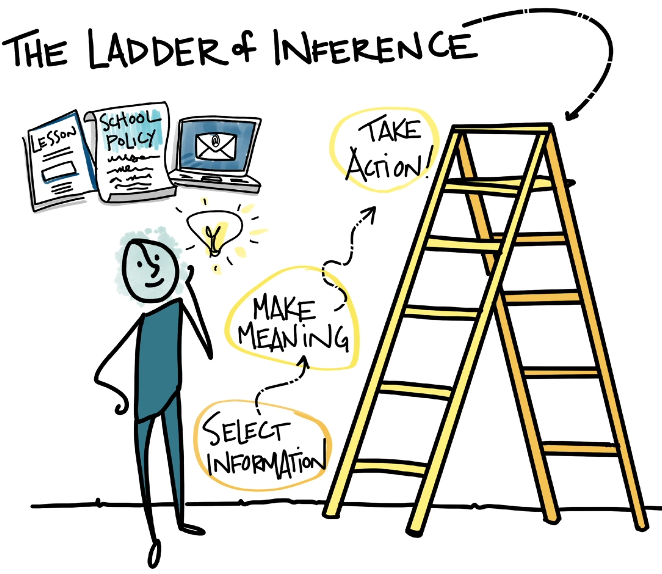 THE LADDER of INFERENCE
LESSON
SCHOOL
POLICY
@
TAKE
ACTION!
MAKE
MEANING
SELECT
INFORMATION